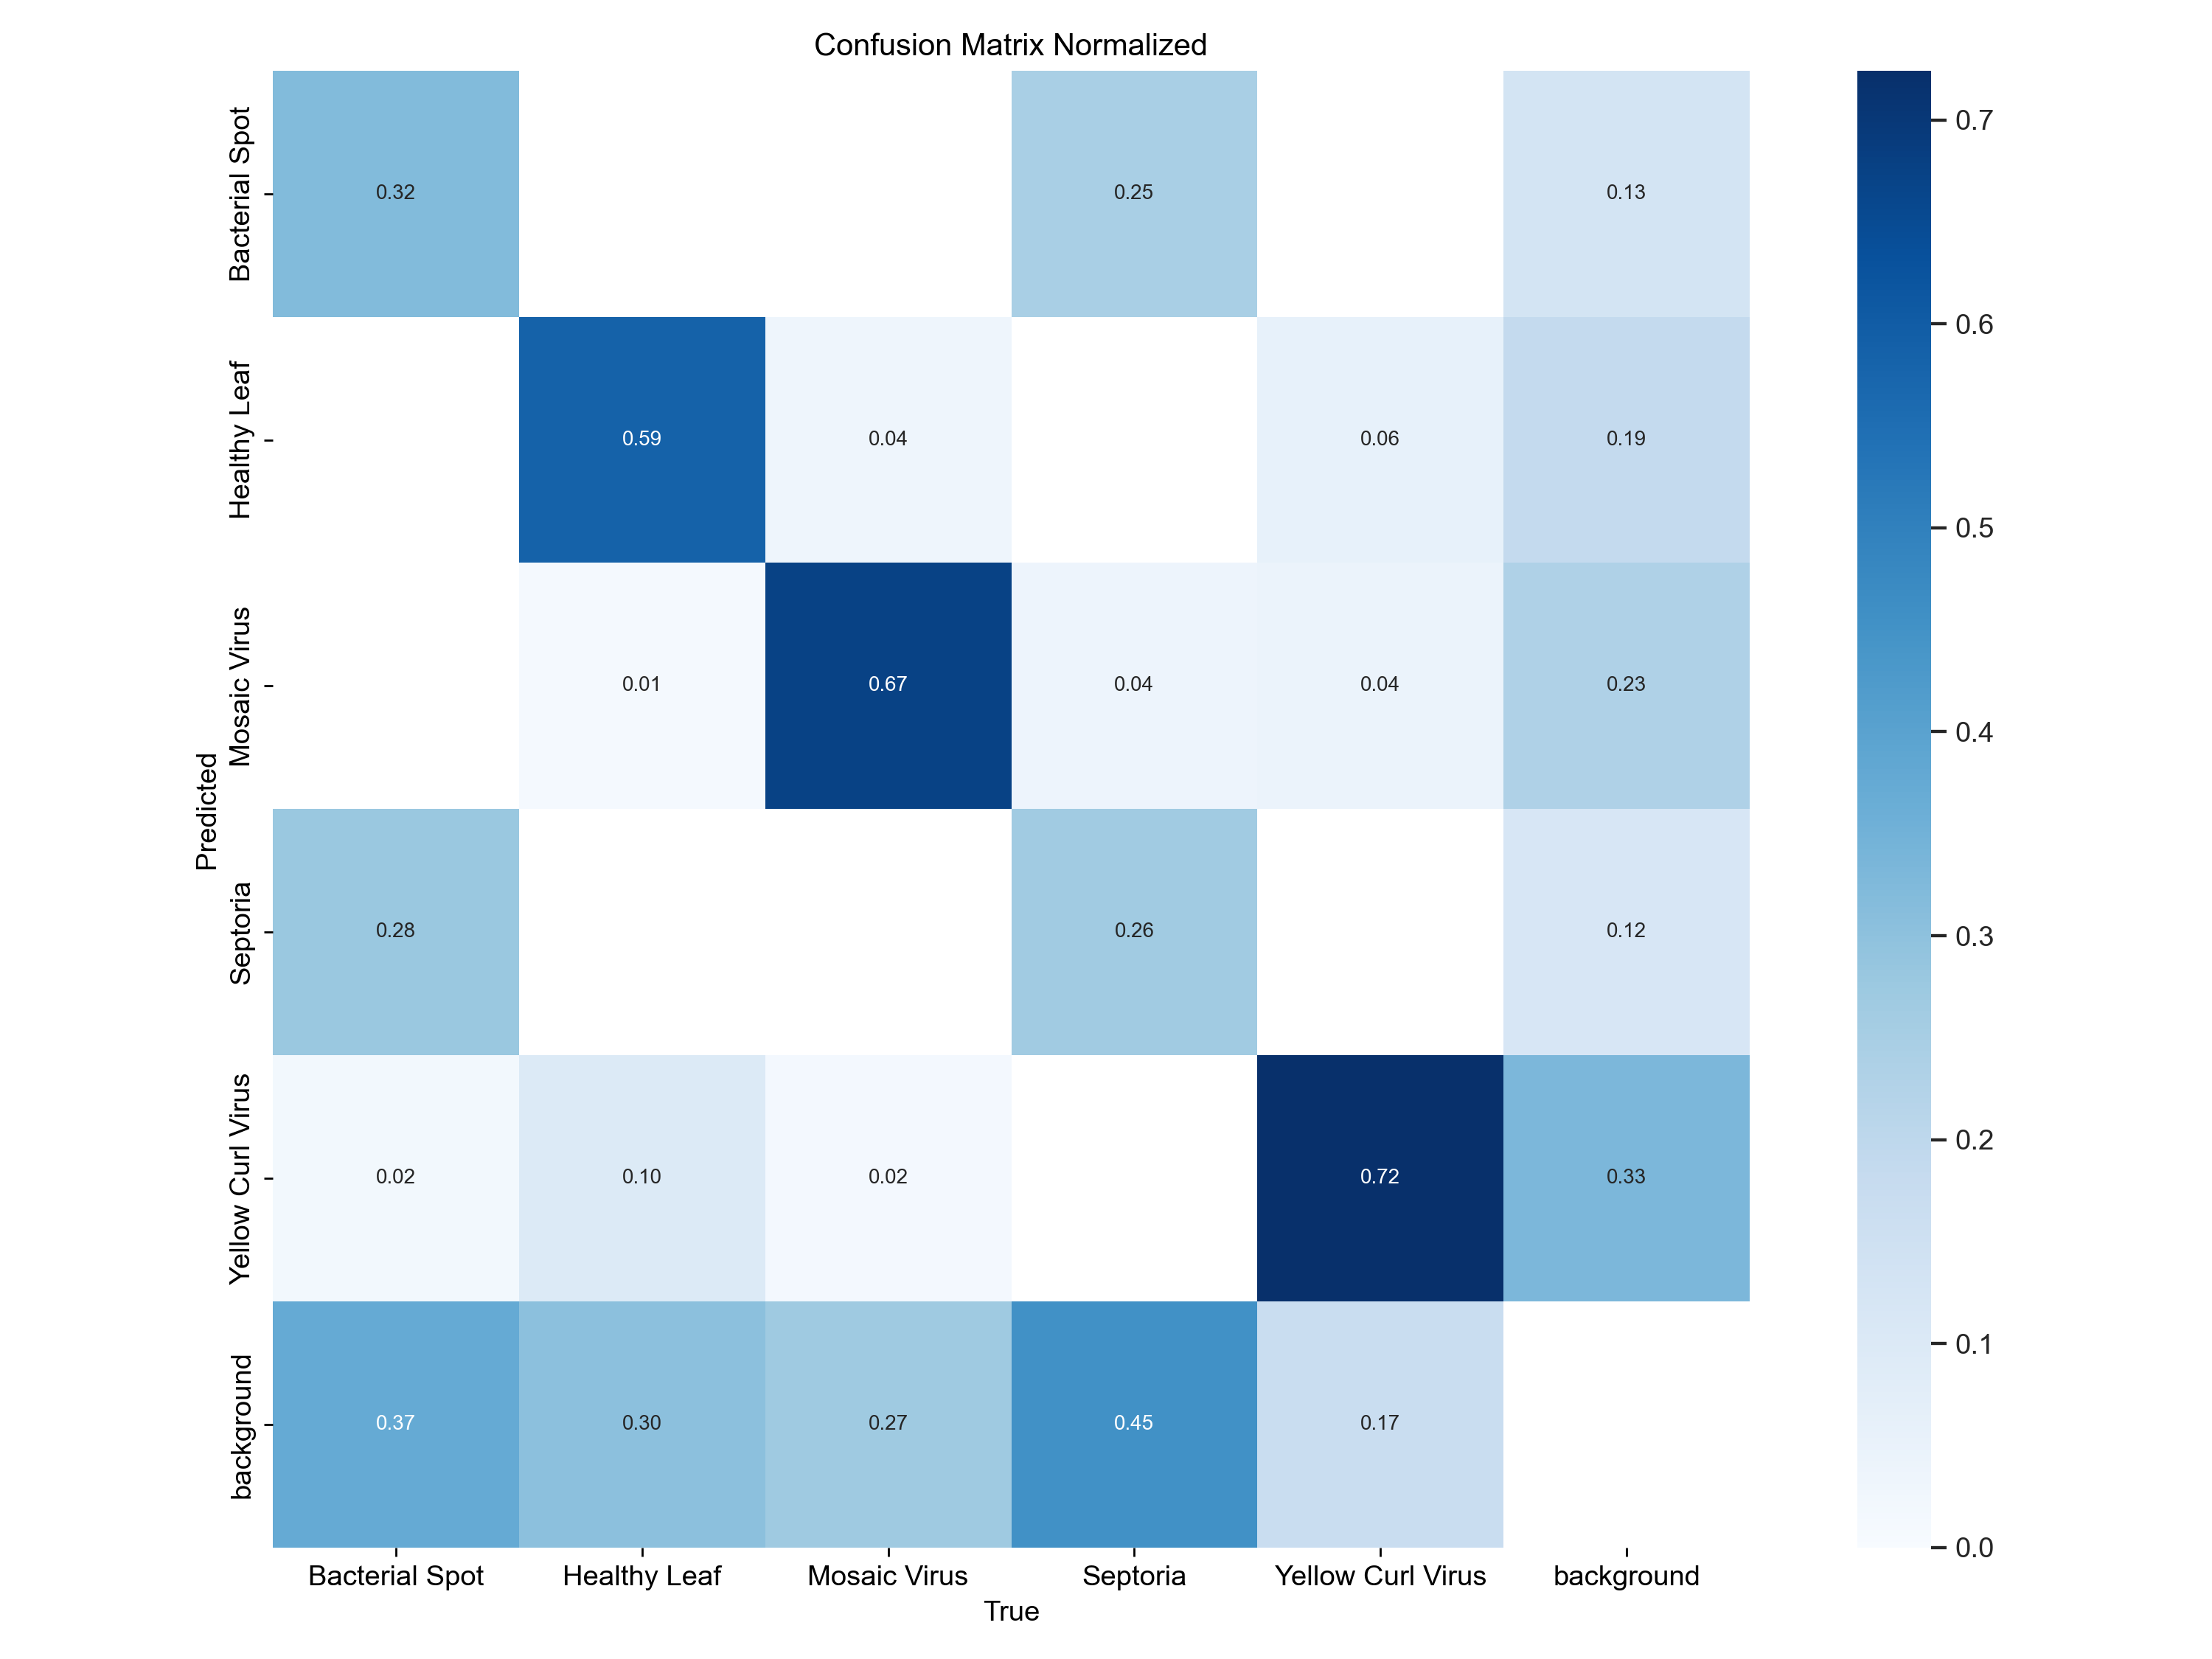 Confusion Matrix Normalized
Bacterial Spot
0.32
0.25
0.13
Healthy Leaf
0.59
0.04
0.06
0.19
Mosaic Virus
0.01
0.67
0.04
0.04
0.23
Septoria
0.28
0.26
0.12
Yellow Curl Virus
0.02
0.10
0.02
0.72
0.33
background
0.37
0.30
0.27
0.45
0.17
Predicted
Bacterial Spot
Healthy Leaf
Mosaic Virus
Septoria
Yellow Curl Virus
background
True
0.7
0.6
0.5
0.4
0.3
0.2
0.1
0.0